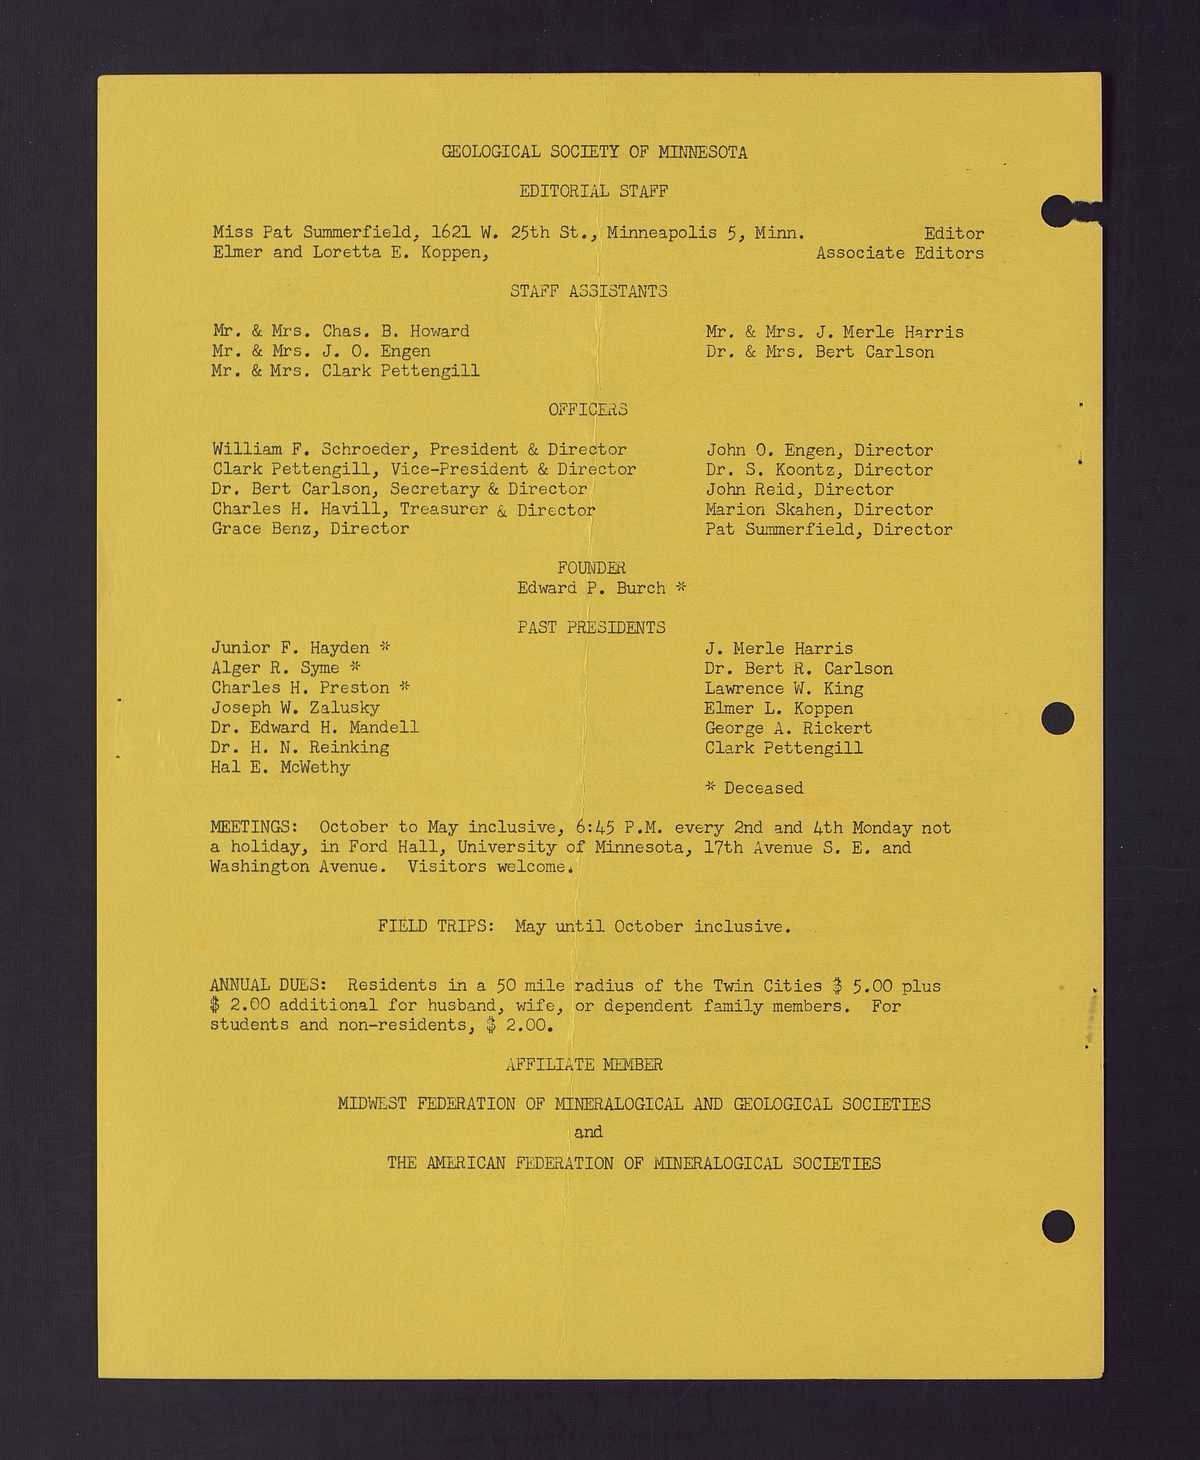 GEOLOGICAL SOCIETY OF MINNESOTA
EDITORIAL STAFF
Miss Pat Summerfield, 1621 W. 25th St., Minneapolis 5, Minn. Editor
Elmer and Loretta E. Koppen, Associate Editors
STAFF ASSISTANTS
Mr. & Mrs. Chas. B. Howard
Mr. & Mrs. J. O. Engen
Mr. & Mrs. Clark Pettengill
Mr. & Mrs. J. Merle Harris
Dr. & Mrs. Bert Carlson
OFFICERS
William F. Schroeder, President & Director
Clark Pettengill, Vice-President & Director
Dr. Bert Carlson, Secretary & Director
Charles H. Havill, Treasurer & Director
Grace Benz, Director
John O. Engen, Director
Dr. S. Koontz, Director
John Reid, Director
Marion Skahen, Director
Pat Summerfield, Director
FOUNDER
Edward P. Burch *
PAST PRESIDENTS
Junior F. Hayden *
Alger R. Syme *
Charles H. Preston *
Joseph W. Zalusky
Dr. Edward H. Mandell
Dr. H. N. Reinking
Hal E. McWethy
J. Merle Harris
Dr. Bert R. Carlson
Lawrence W. King
Elmer L. Koppen
George A. Rickert
Clark Pettengill
* Deceased
MEETINGS: October to May inclusive, 6:45 P.M. every 2nd and 4th Monday not
a holiday, in Ford Hall, University of Minnesota, 17th Avenue S. E. and
Washington Avenue. Visitors welcome.
FIELD TRIPS: May until October inclusive.
ANNUAL DUES: Residents in a 50 mile radius of the Twin Cities $ 5.00 plus
$ 2.00 additional for husband, wife, or dependent family members. For
students and non-residents, $ 2.00.
AFFILIATE MEMBER
MIDWEST FEDERATION OF MINERALOGICAL AND GEOLOGICAL SOCIETIES
and
THE AMERICAN FEDERATION OF MINERALOGICAL SOCIETIES